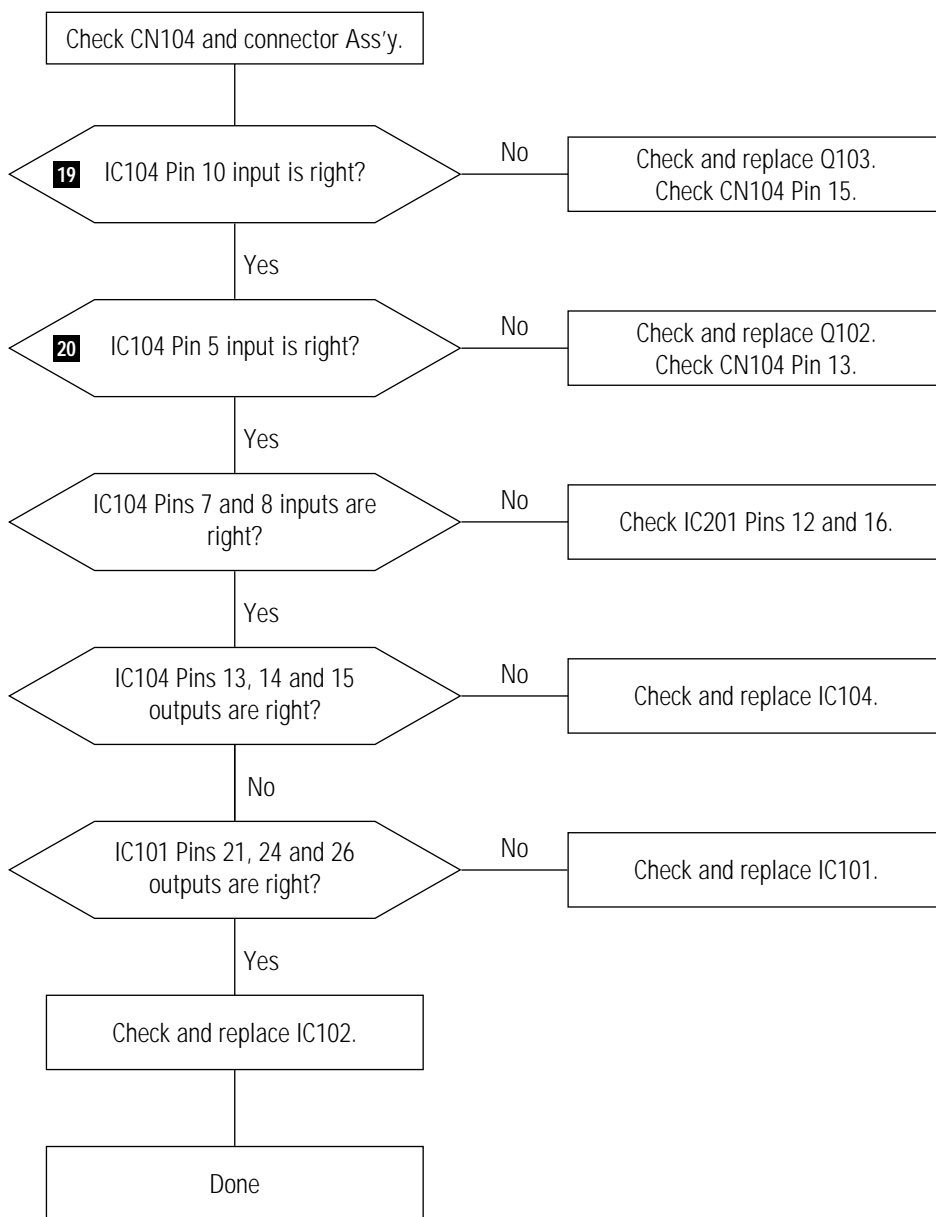 Check CN104 and connector Ass'y.
19 IC104 Pin 10 input is right?
No
Check and replace Q103.
Check CN104 Pin 15.
Yes
20 IC104 Pin 5 input is right?
No
Check and replace Q102.
Check CN104 Pin 13.
Yes
IC104 Pins 7 and 8 inputs are
right?
No
Check IC201 Pins 12 and 16.
Yes
IC104 Pins 13, 14 and 15
outputs are right?
No
Check and replace IC104.
No
IC101 Pins 21, 24 and 26
outputs are right?
No
Check and replace IC101.
Yes
Check and replace IC102.
Done